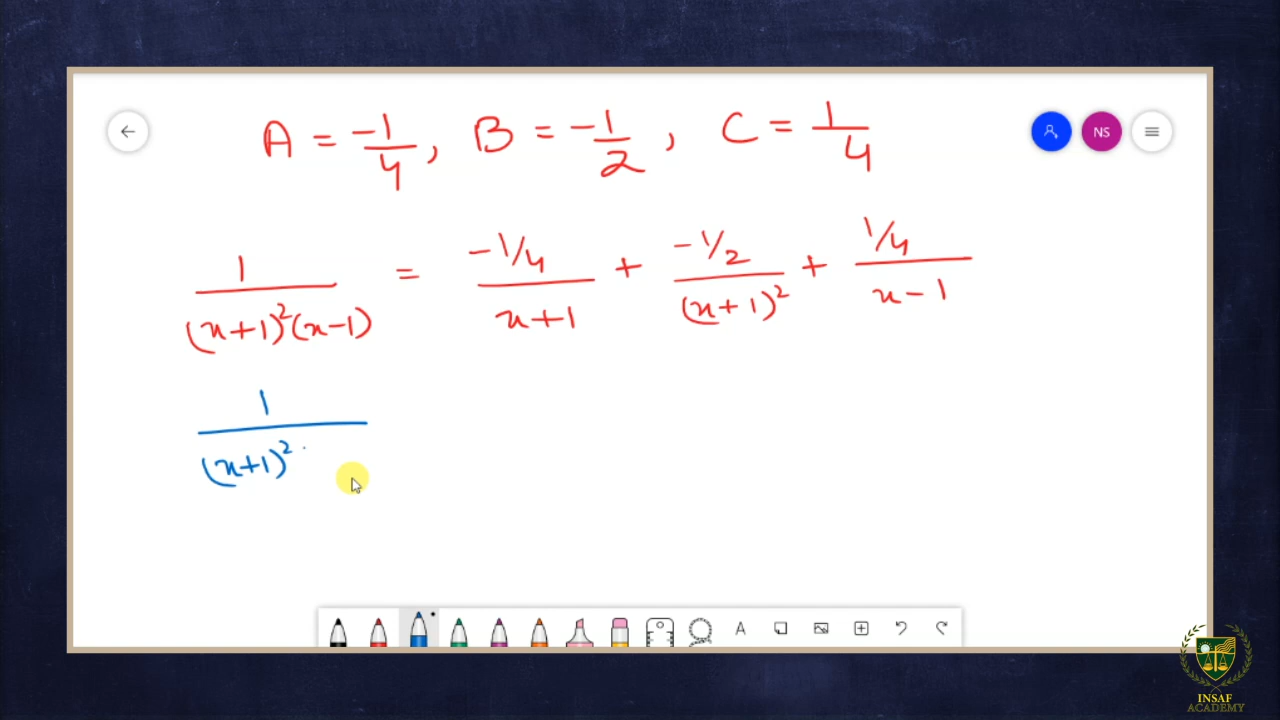 A = -1/4, B = -1/2, C = 1/4
1/((x+1)²(x-1)) = (-1/4)/(x+1) + (-1/2)/((x+1)²) + (1/4)/(x-1)
1/((x+1)²
NS
A
INSAF
ACADEMY